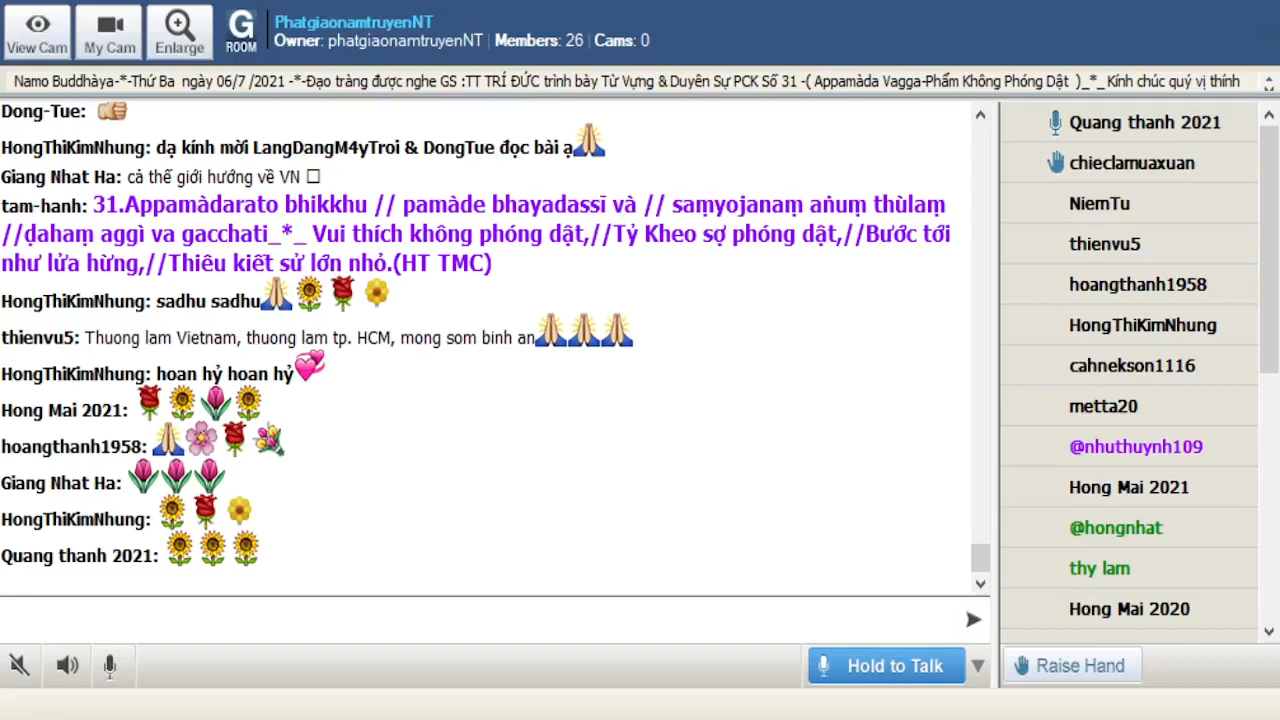 View Cam
My Cam
Enlarge
G
ROOM
PhatgiaonamtruyenNT
Owner: phatgiaonamtruyenNT | Members: 26 | Cams: 0
Namo Buddhàya-*-Thứ Ba ngày 06/7 /2021 -*-Đạo tràng được nghe GS :TT TRÍ ĐỨC trình bày Từ Vựng & Duyên Sự PCK Số 31 -( Appamàda Vagga-Phẩm Không Phóng Dật )_*_ Kính chúc quý vị thính
Dong-Tue:
HongThiKimNhung: dạ kính mời LangDangM4yTroi & DongTue đọc bài ạ
Giang Nhat Ha: cả thế giới hướng về VN
tam-hanh: 31.Appamàdarato bhikkhu // pamàde bhayadassī và // saṃyojanaṃ aṅuṃ thùlaṃ
//ḍahaṃ aggì va gacchati_*_ Vui thích không phóng dật,//Tỷ Kheo sợ phóng dật,//Bước tới
như lửa hừng,//Thiêu kiết sử lớn nhỏ.(HT TMC)
HongThiKimNhung: sadhu sadhu
thienvu5: Thuong lam Vietnam, thuong lam tp. HCM, mong som binh an
HongThiKimNhung: hoan hỷ hoan hỷ
Hong Mai 2021:
hoangthanh1958:
Giang Nhat Ha:
HongThiKimNhung:
Quang thanh 2021:
Quang thanh 2021
chieclamuaxuan
NiemTu
thienvu5
hoangthanh1958
HongThiKimNhung
cahnekson1116
metta20
@nhuthuynh109
Hong Mai 2021
@hongnhat
thy lam
Hong Mai 2020
Hold to Talk
Raise Hand